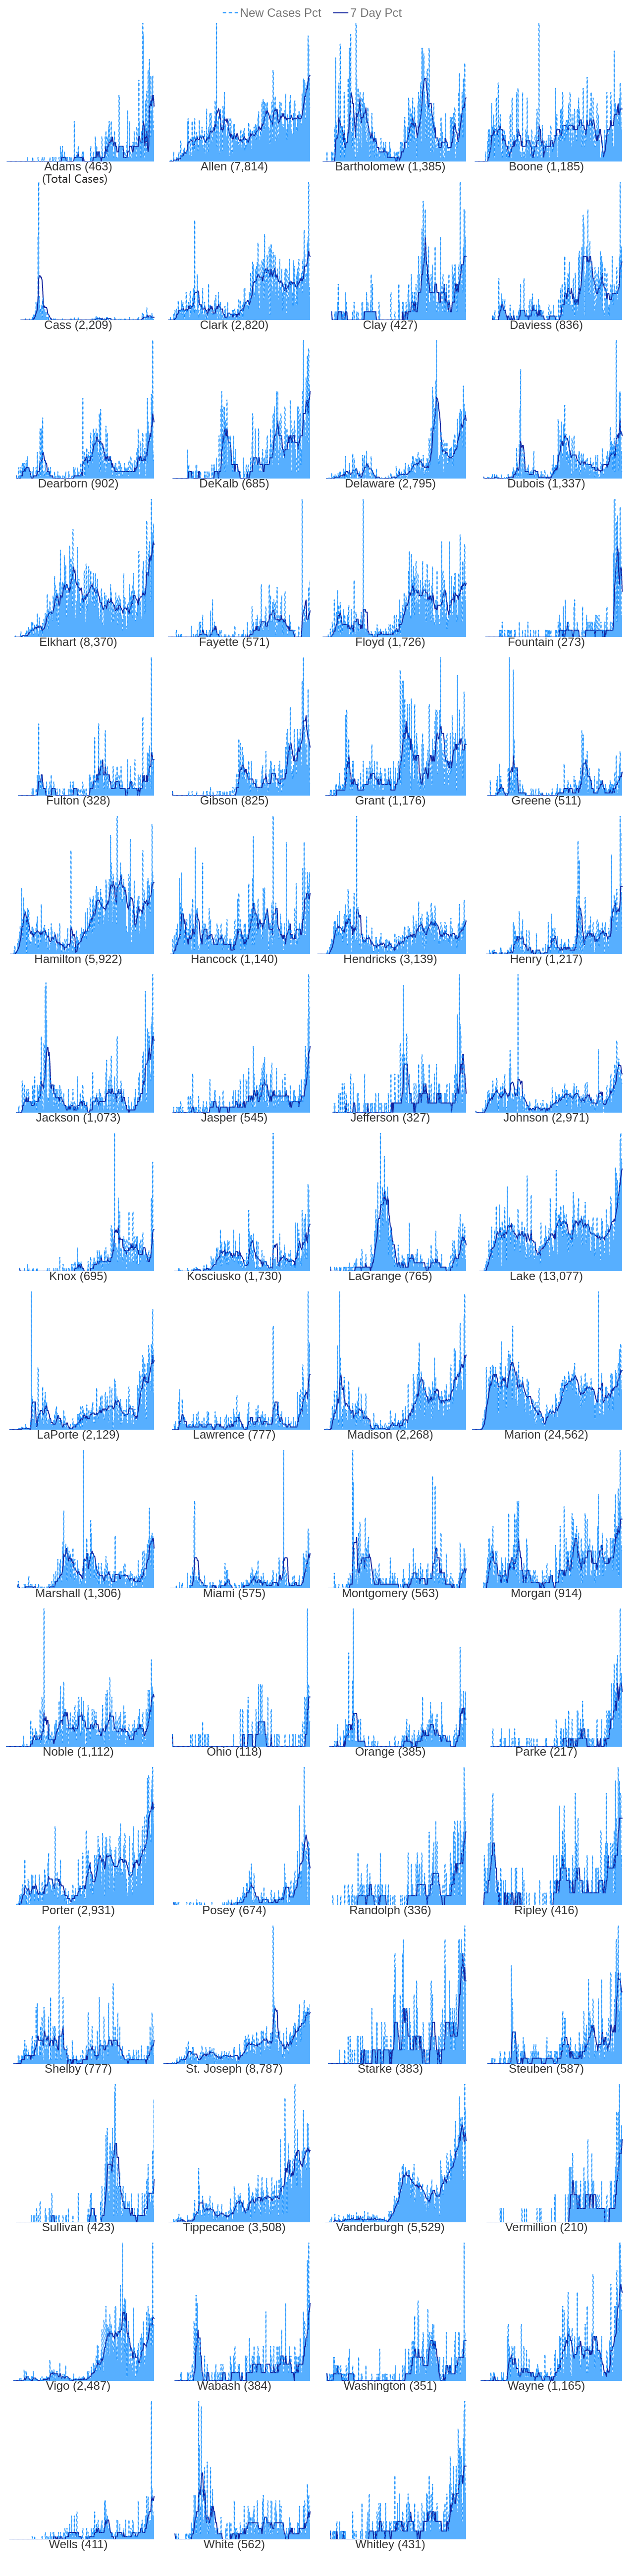 New Cases Pct 7 Day Pct
Adams (463) Allen (7,814) Bartholomew (1,385) Boone (1,185)
(Total Cases)
Cass (2,209) Clark (2,820) Clay (427) Daviess (836)
Dearborn (902) DeKalb (685) Delaware (2,795) Dubois (1,337)
Elkhart (8,370) Fayette (571) Floyd (1,726) Fountain (273)
Fulton (328) Gibson (825) Grant (1,176) Greene (511)
Hamilton (5,922) Hancock (1,140) Hendricks (3,139) Henry (1,217)
Jackson (1,073) Jasper (545) Jefferson (327) Johnson (2,971)
Knox (695) Kosciusko (1,730) LaGrange (765) Lake (13,077)
LaPorte (2,129) Lawrence (777) Madison (2,268) Marion (24,562)
Marshall (1,306) Miami (575) Montgomery (563) Morgan (914)
Noble (1,112) Ohio (118) Orange (385) Parke (217)
Porter (2,931) Posey (674) Randolph (336) Ripley (416)
Shelby (777) St. Joseph (8,787) Starke (383) Steuben (587)
Sullivan (423) Tippecanoe (3,508) Vanderburgh (5,529) Vermillion (210)
Vigo (2,487) Wabash (384) Washington (351) Wayne (1,165)
Wells (411) White (562) Whitley (431)